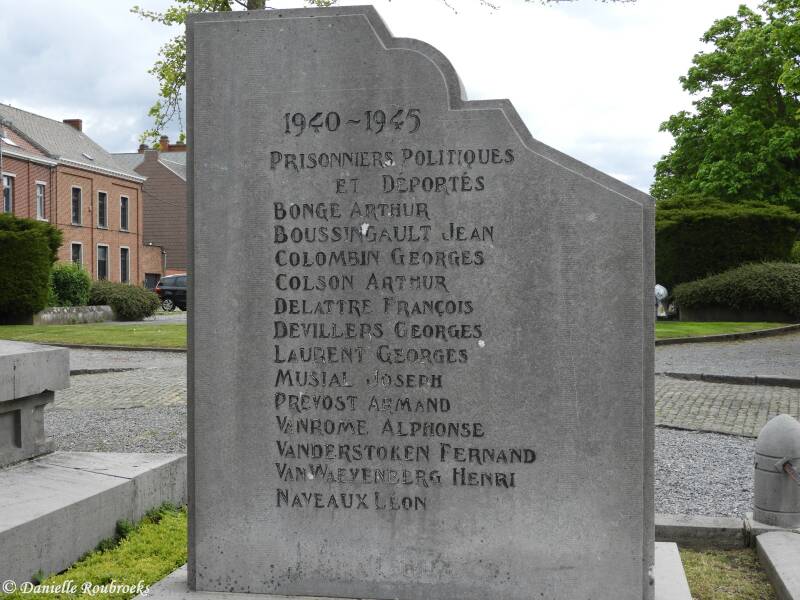 1940-1945
PRISONNIERS POLITIQUES
ET DÉPORTÉS
BONGE ARTHUR
BOUSSINGAULT JEAN
COLOMBIN GEORGES
COLSON ARTHUR
DELATTRE FRANÇOIS
DEVILLERS GEORGES
LAURENT GEORGES
MUSIAL JOSEPH
PRÉVOST ARMAND
VANROME ALPHONSE
VANDERSTOKEN FERNAND
VANWAEYENBERG HENRI
NAVEAUX LÉON
© Danielle Roubroeks